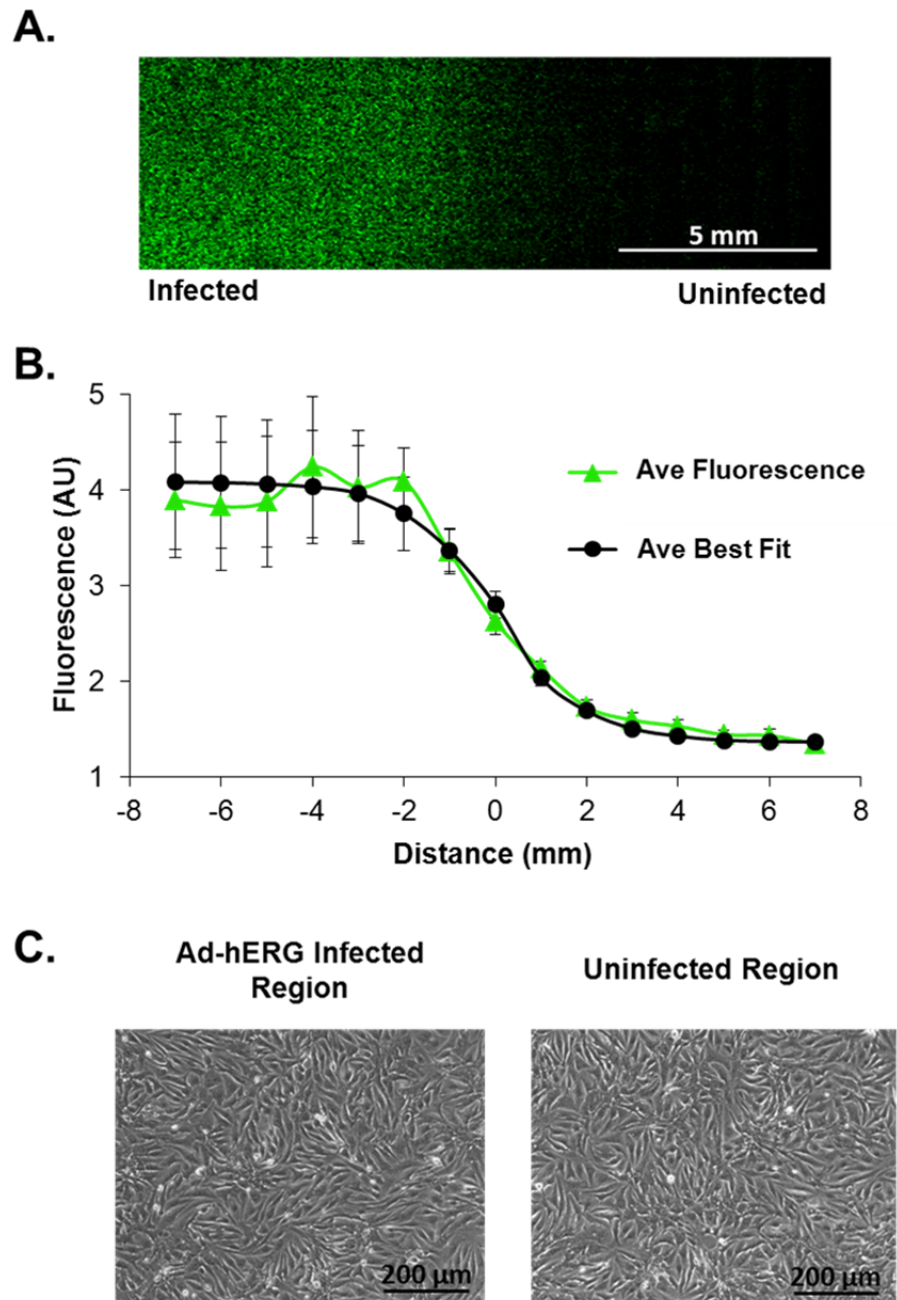 A.
5 mm
Infected
Uninfected
B.
5
4
3
2
1
Fluorescence (AU)
Ave Fluorescence
Ave Best Fit
-8
-6
-4
-2
0
2
4
6
8
Distance (mm)
C.
Ad-hERG Infected
Region
Uninfected Region
200 µm
200 µm